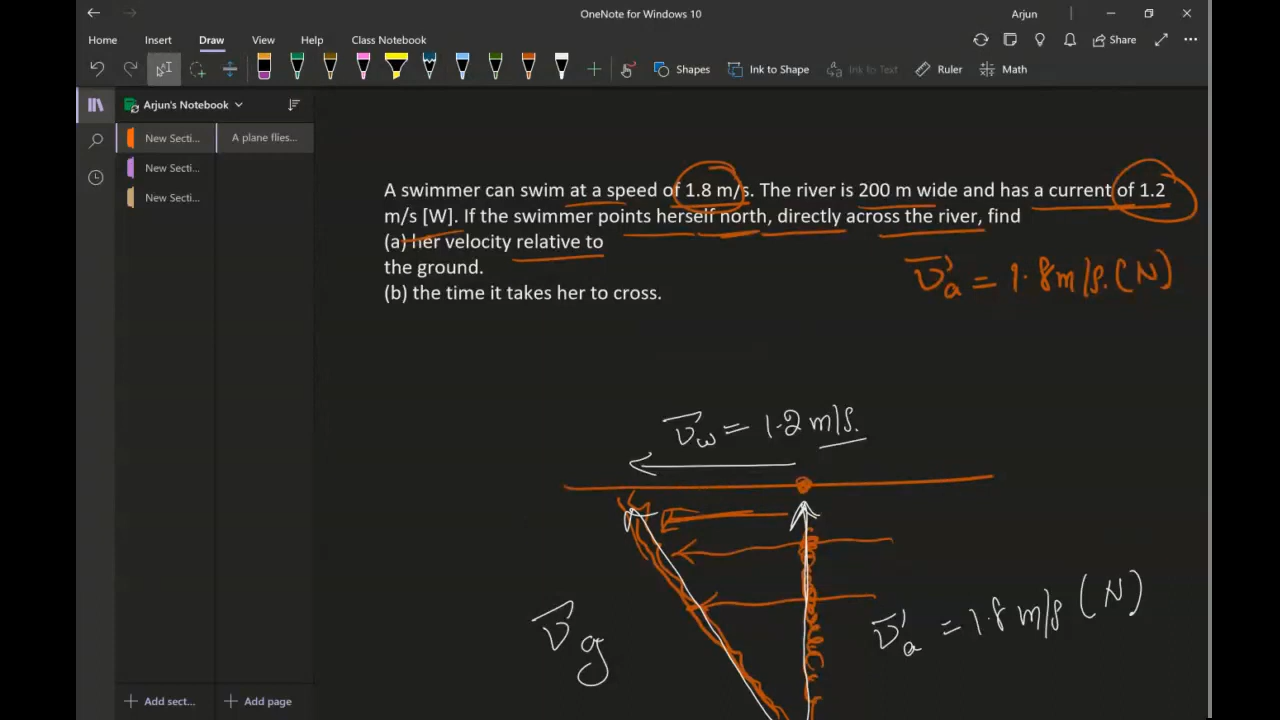 OneNote for Windows 10
Arjun
Home Insert Draw View Help Class Notebook
Share
Shapes Ink to Shape Ink to Text Ruler Math
Arjun's Notebook
New Secti... A plane flies...
New Secti...
New Secti...
A swimmer can swim at a speed of 1.8 m/s. The river is 200 m wide and has a current of 1.2
m/s [W]. If the swimmer points herself north, directly across the river, find
(a) her velocity relative to
the ground.
(b) the time it takes her to cross.
v⃗a = 1.8 m/s. (N)
v⃗w = 1.2 m/s.
v⃗g
v⃗a = 1.8 m/s (N)
Add sect... Add page